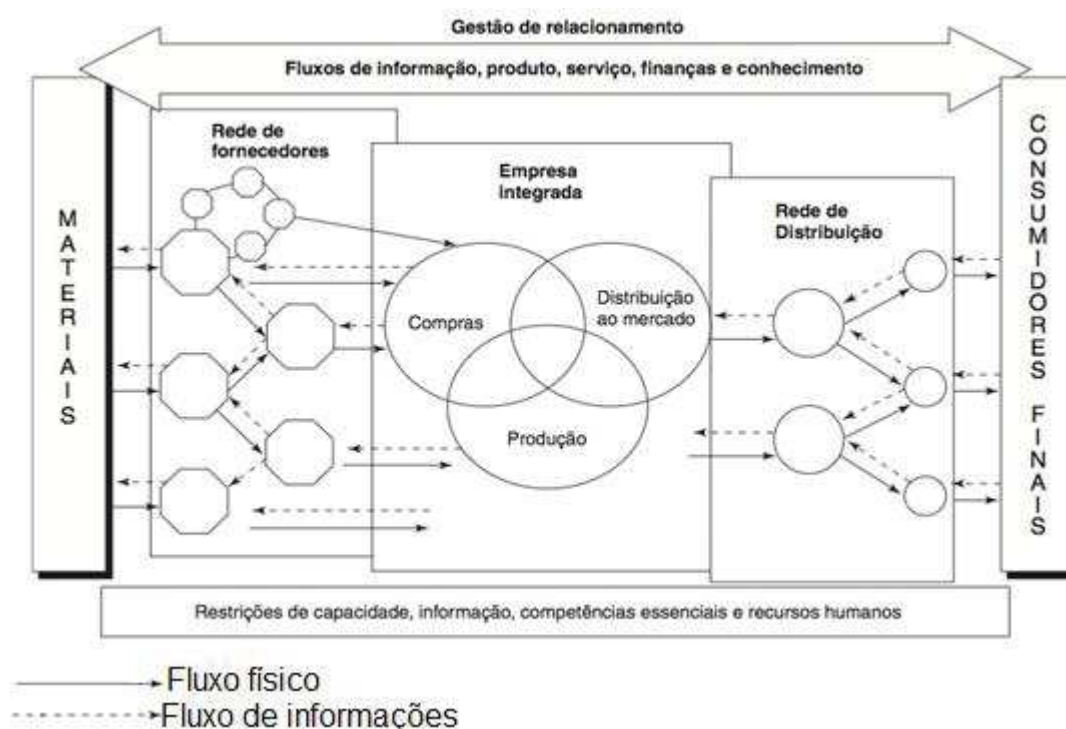 Gestão de relacionamento
Fluxos de informação, produto, serviço, finanças e conhecimento
MATERIAIS
Rede de
fornecedores
Empresa
integrada
Rede de
Distribuição
Compras
Distribuição
ao mercado
Produção
CONSUMIDORES FINAIS
Restrições de capacidade, informação, competências essenciais e recursos humanos
Fluxo físico
Fluxo de informações